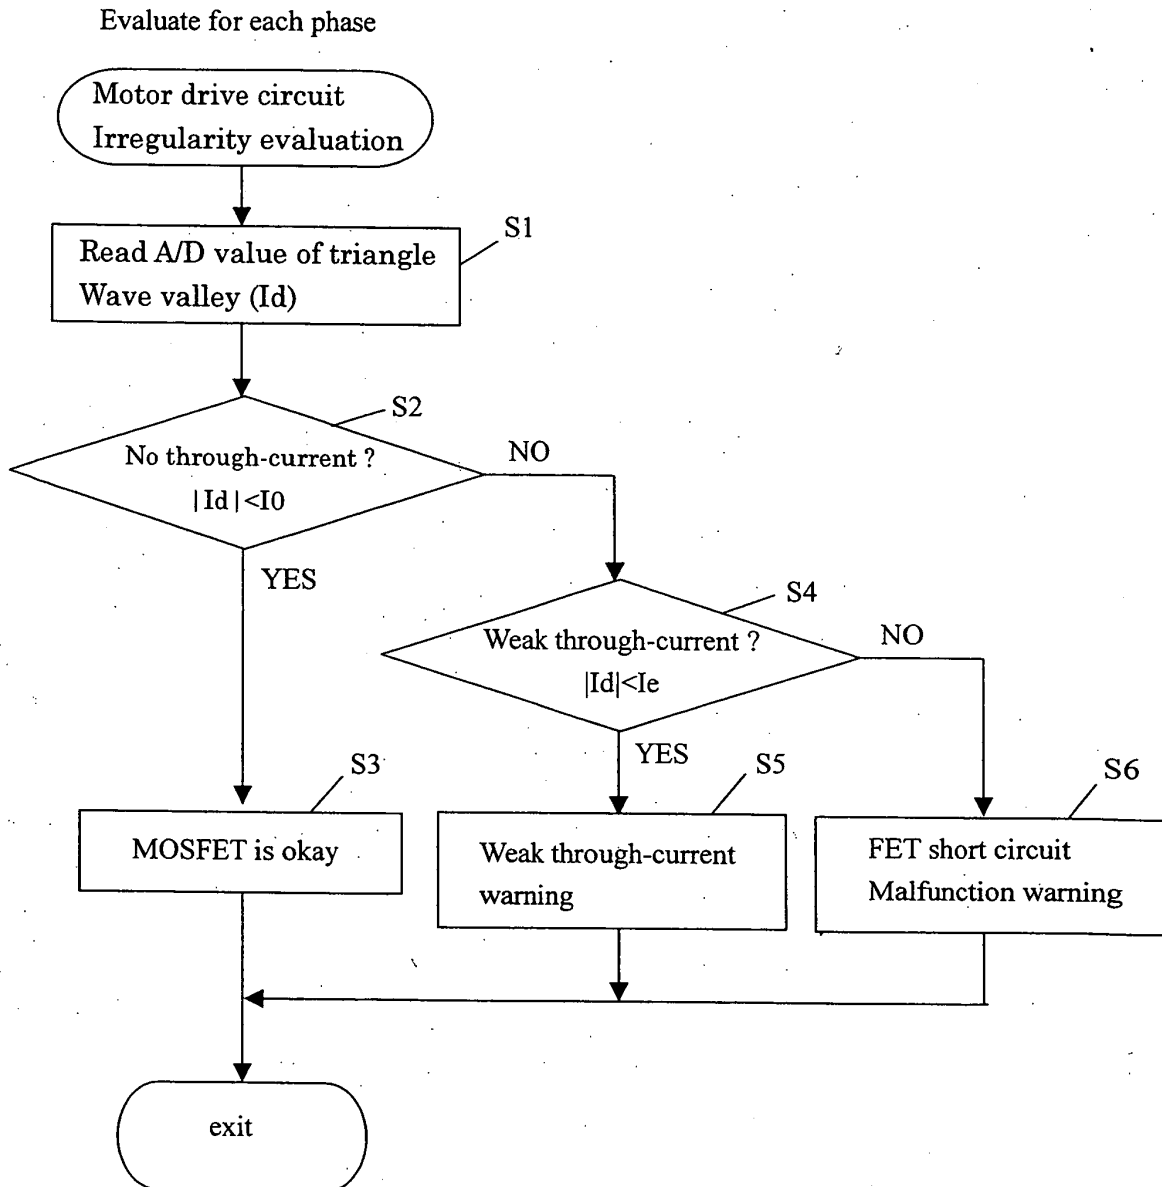 Evaluate for each phase
Motor drive circuit
Irregularity evaluation
S1
Read A/D value of triangle
Wave valley (Id)
S2
No through-current ?
|Id|<I0
NO
YES
S4
Weak through-current ?
|Id|<Ie
NO
YES
S3
MOSFET is okay
S5
Weak through-current
warning
S6
FET short circuit
Malfunction warning
exit